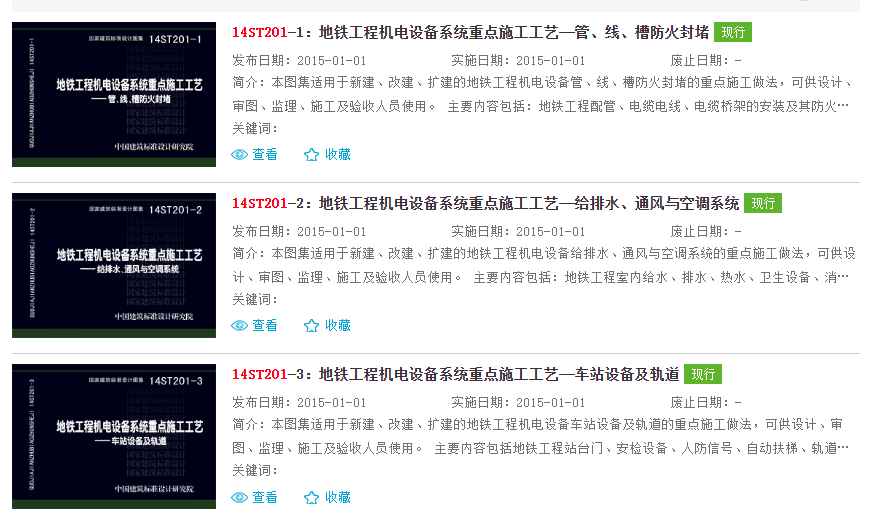 国家建筑标准设计图集 14ST201-1
地铁工程机电设备系统重点施工工艺
——管、线、槽防火封堵
中国建筑标准设计研究院
GUOJIAJIANZHUBIAOZHUNSHEJI 14ST201-1
14ST201-1：地铁工程机电设备系统重点施工工艺—管、线、槽防火封堵 现行
发布日期：2015-01-01 实施日期：2015-01-01 废止日期：-
简介：本图集适用于新建、改建、扩建的地铁工程机电设备管、线、槽防火封堵的重点施工做法，可供设计、
审图、监理、施工及验收人员使用。 主要内容包括：地铁工程配管、电缆电线、电缆桥架的安装及其防火…
关键词：
查看 收藏
国家建筑标准设计图集 14ST201-2
地铁工程机电设备系统重点施工工艺
——给排水、通风与空调系统
中国建筑标准设计研究院
GUOJIAJIANZHUBIAOZHUNSHEJI 14ST201-2
14ST201-2：地铁工程机电设备系统重点施工工艺—给排水、通风与空调系统 现行
发布日期：2015-01-01 实施日期：2015-01-01 废止日期：-
简介：本图集适用于新建、改建、扩建的地铁工程机电设备给排水、通风与空调系统的重点施工做法，可供设
计、审图、监理、施工及验收人员使用。 主要内容包括：地铁工程室内给水、排水、热水、卫生设备、消…
关键词：
查看 收藏
国家建筑标准设计图集 14ST201-3
地铁工程机电设备系统重点施工工艺
——车站设备及轨道
中国建筑标准设计研究院
GUOJIAJIANZHUBIAOZHUNSHEJI 14ST201-3
14ST201-3：地铁工程机电设备系统重点施工工艺—车站设备及轨道 现行
发布日期：2015-01-01 实施日期：2015-01-01 废止日期：-
简介：本图集适用于新建、改建、扩建的地铁工程机电设备车站设备及轨道的重点施工做法，可供设计、审
图、监理、施工及验收人员使用。 主要内容包括地铁工程站台门、安检设备、人防信号、自动扶梯、轨道…
关键词：
查看 收藏